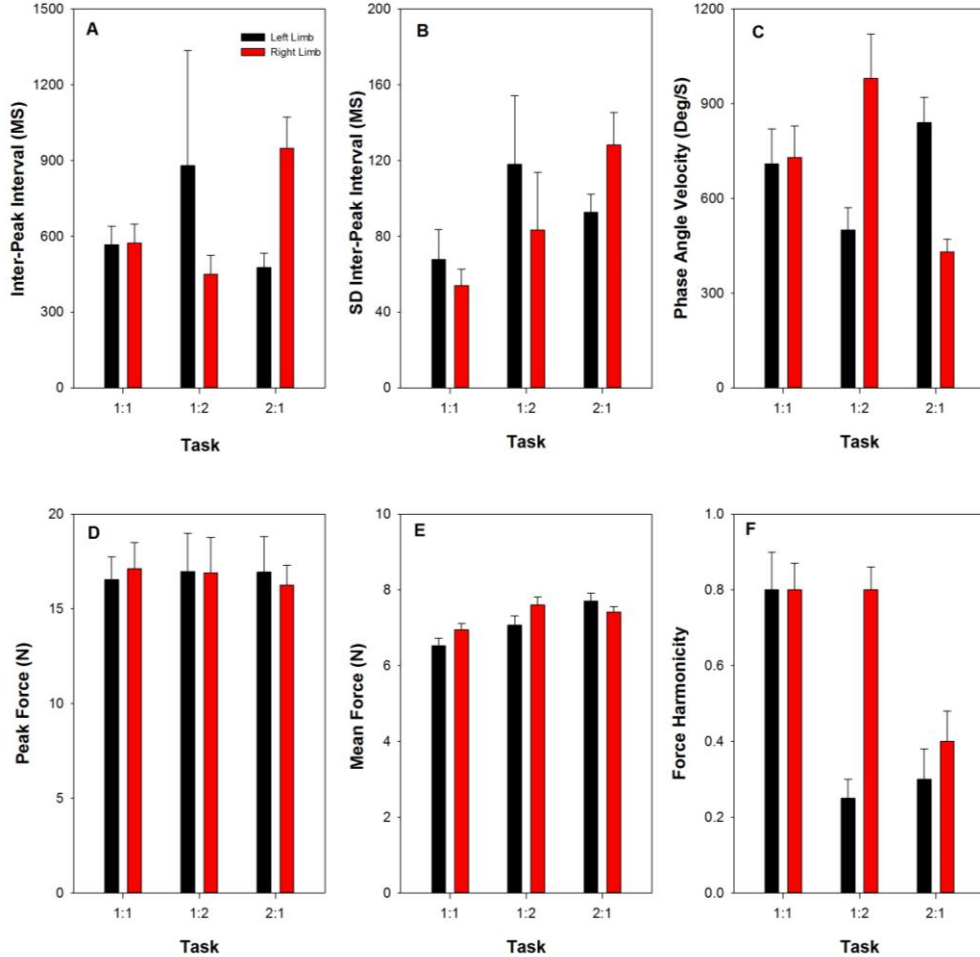 A
Left Limb
Right Limb
Inter-Peak Interval (MS)
1500
1200
900
600
300
0
1:1
1:2
2:1
Task
B
SD Inter-Peak Interval (MS)
200
160
120
80
40
0
1:1
1:2
2:1
Task
C
Phase Angle Velocity (Deg/S)
1200
900
600
300
0
1:1
1:2
2:1
Task
D
Peak Force (N)
20
15
10
5
0
1:1
1:2
2:1
Task
E
Mean Force (N)
10
8
6
4
2
0
1:1
1:2
2:1
Task
F
Force Harmonicity
1.0
0.8
0.6
0.4
0.2
0.0
1:1
1:2
2:1
Task